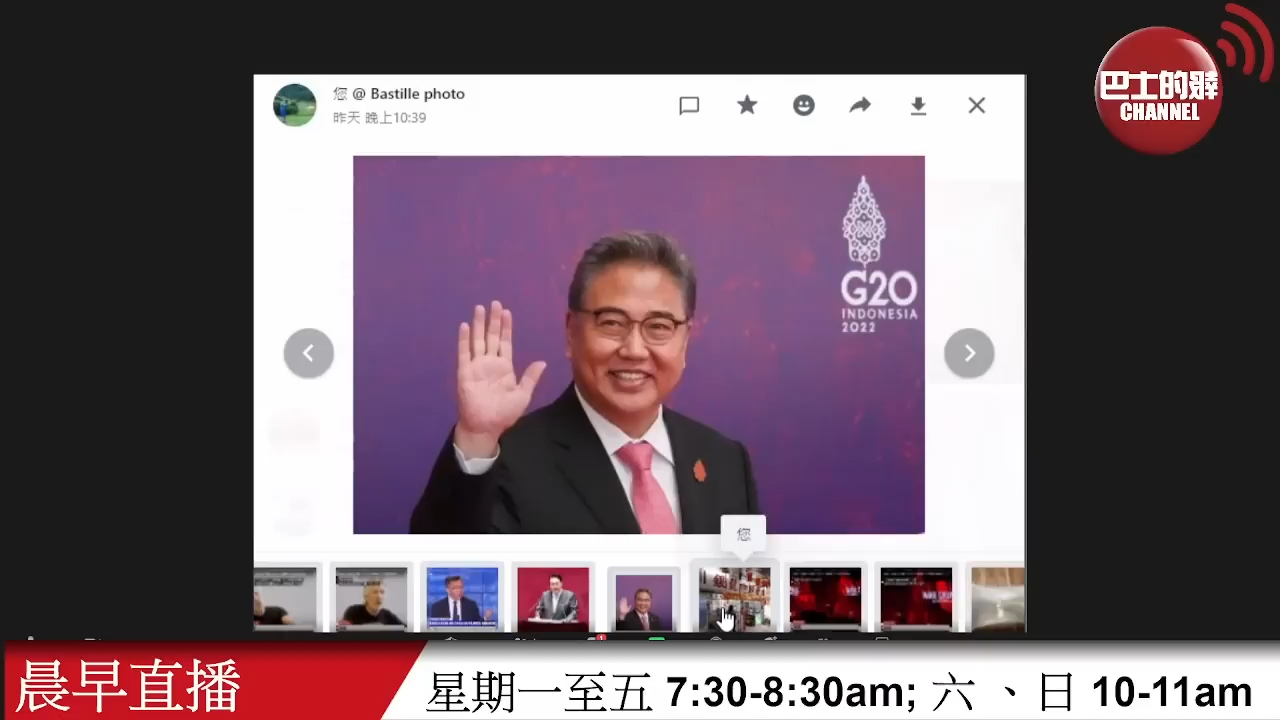 您 @ Bastille photo
昨天 晚上10:39
巴士的報
CHANNEL
G20
INDONESIA
2022
您
晨早直播
星期一至五 7:30-8:30am; 六、日 10-11am